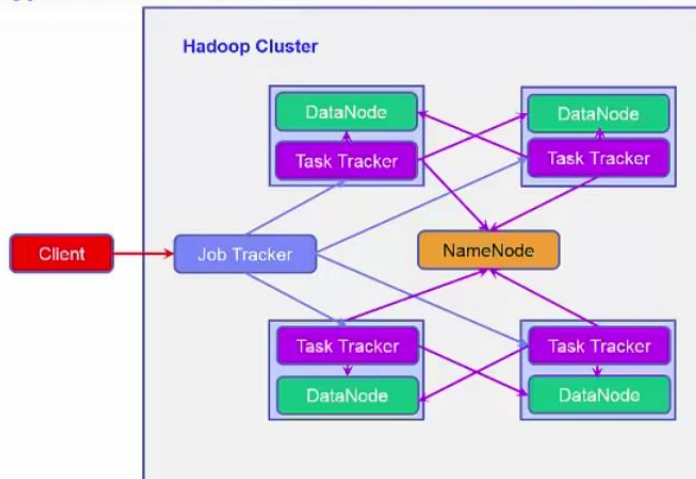 Hadoop Cluster
DataNode
DataNode
Task Tracker
Task Tracker
Client
Job Tracker
NameNode
Task Tracker
Task Tracker
DataNode
DataNode